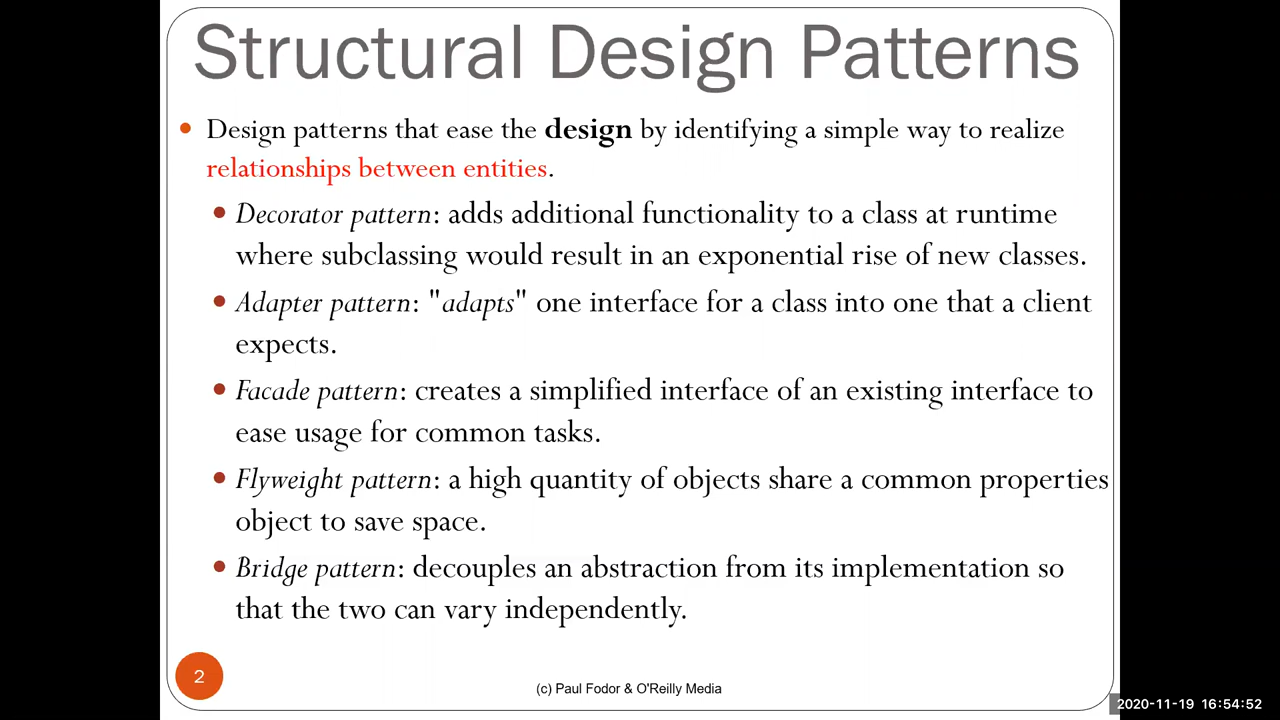 Structural Design Patterns
• Design patterns that ease the design by identifying a simple way to realize
relationships between entities.
• Decorator pattern: adds additional functionality to a class at runtime
where subclassing would result in an exponential rise of new classes.
• Adapter pattern: "adapts" one interface for a class into one that a client
expects.
• Facade pattern: creates a simplified interface of an existing interface to
ease usage for common tasks.
• Flyweight pattern: a high quantity of objects share a common properties
object to save space.
• Bridge pattern: decouples an abstraction from its implementation so
that the two can vary independently.
2
(c) Paul Fodor & O'Reilly Media
2020-11-19 16:54:52